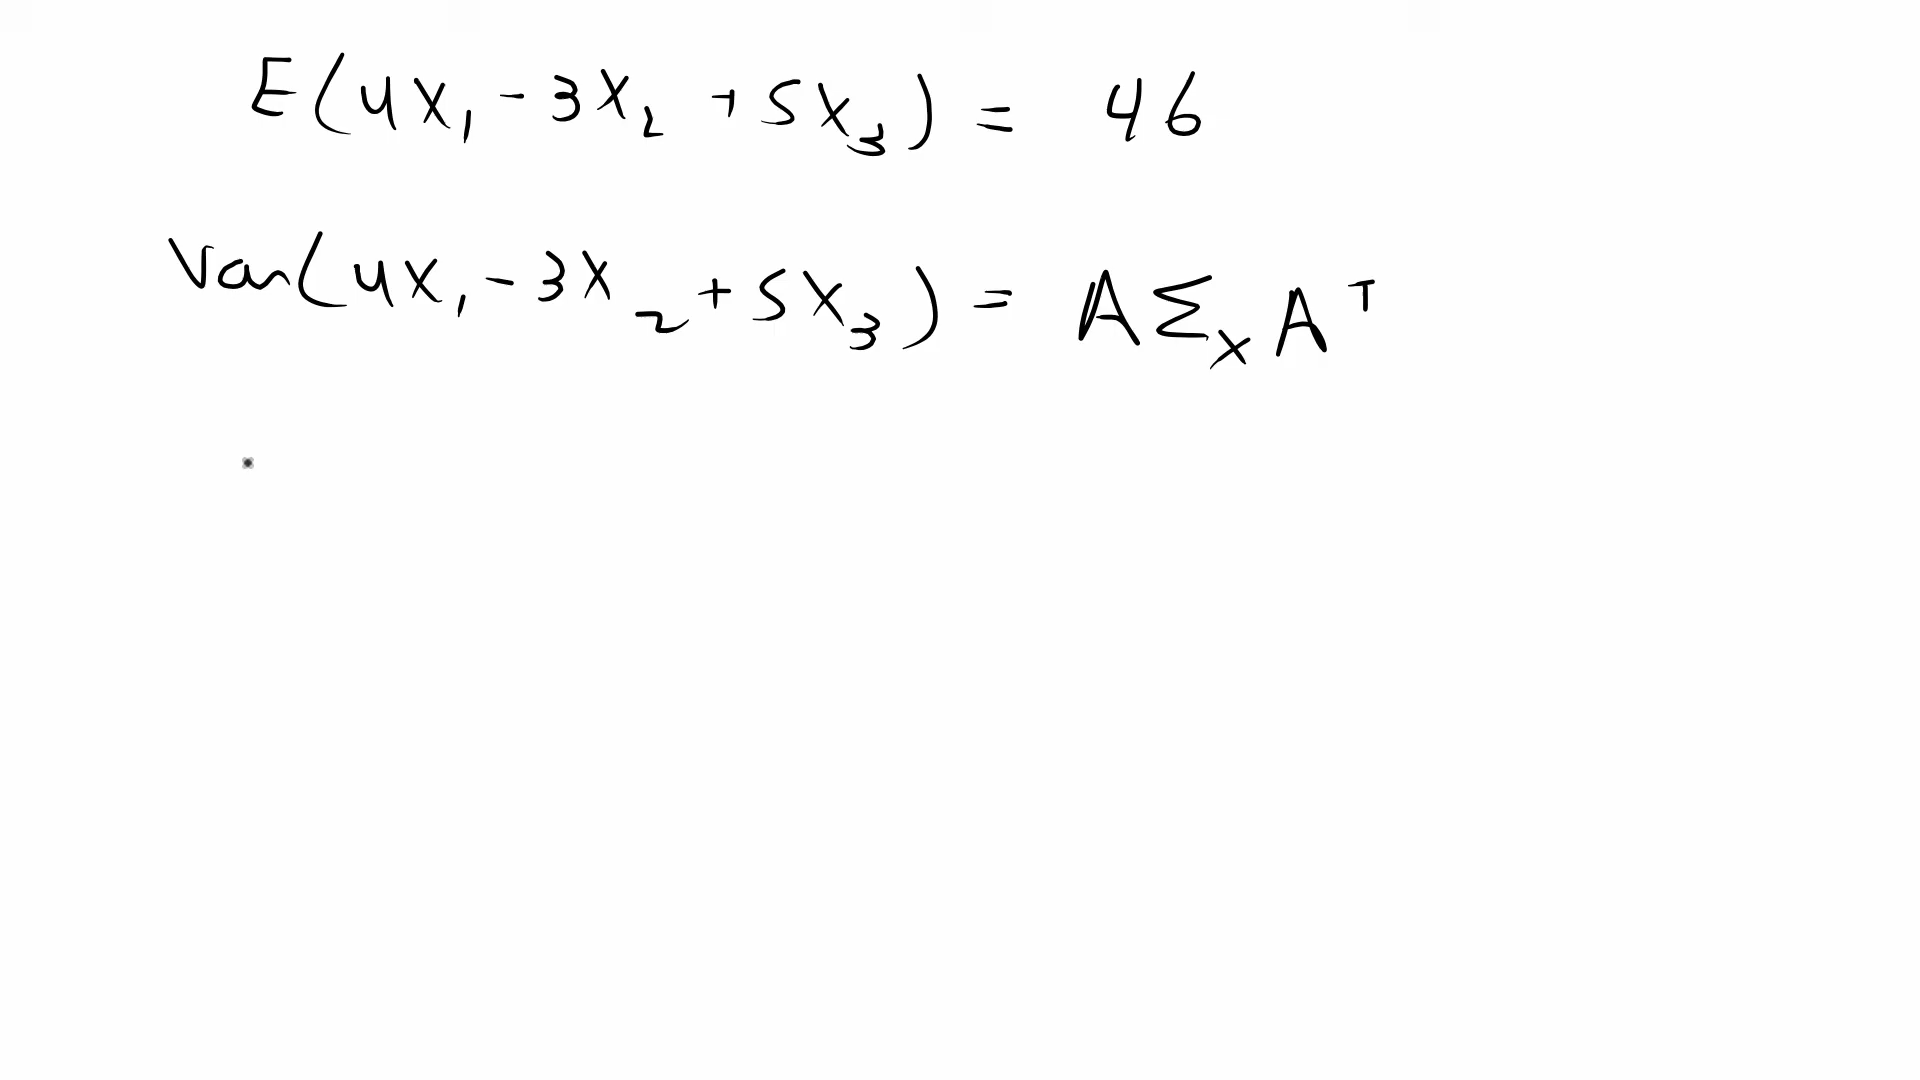 E(4X₁ - 3X₂ + 5X₃) = 46
Var(4X₁ - 3X₂ + 5X₃) = AΣₓAᵀ